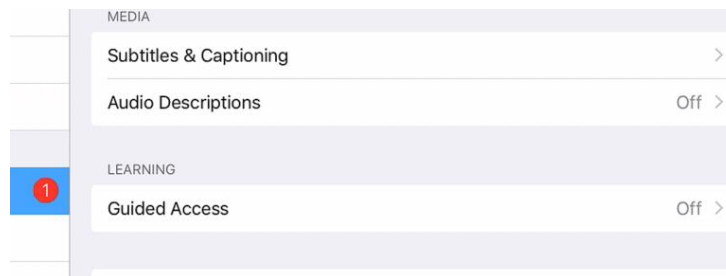 MEDIA
Subtitles & Captioning
Audio Descriptions Off
LEARNING
1
Guided Access Off